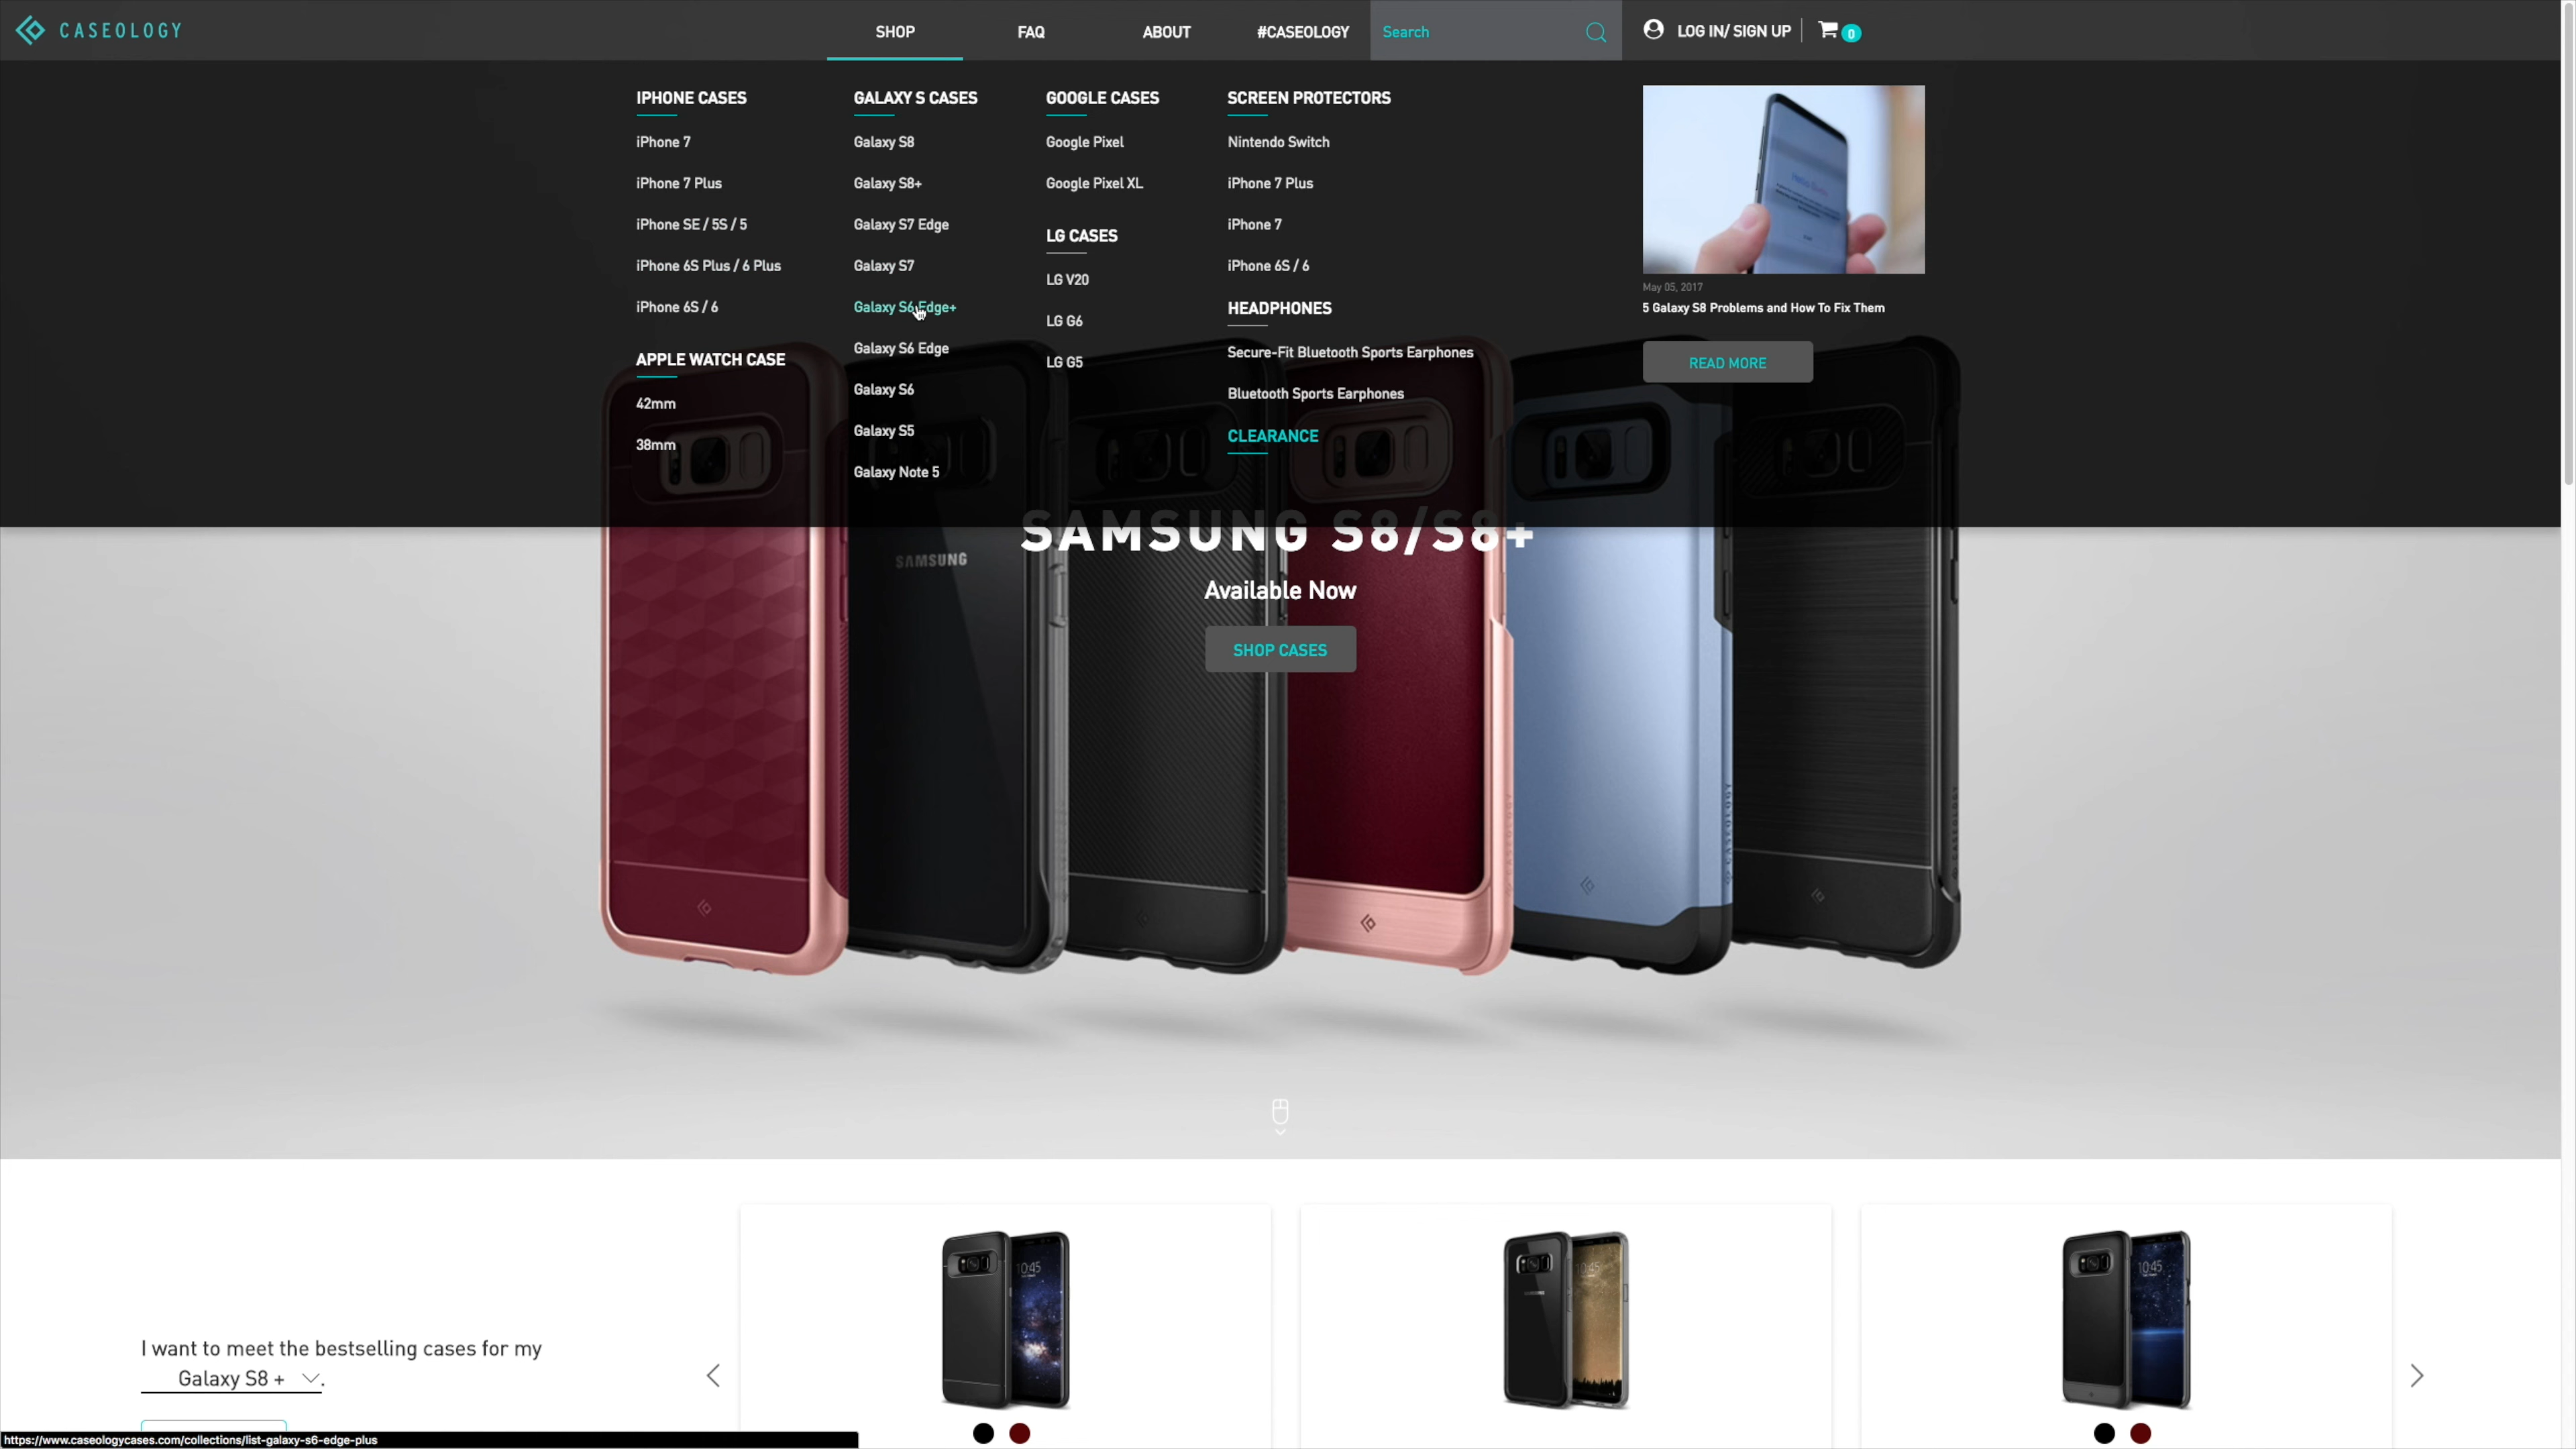 CASEOLOGY
SHOP
FAQ
ABOUT
#CASEOLOGY
Search
LOG IN/ SIGN UP
0
IPHONE CASES
iPhone 7
iPhone 7 Plus
iPhone SE / 5S / 5
iPhone 6S Plus / 6 Plus
iPhone 6S / 6
APPLE WATCH CASE
42mm
38mm
GALAXY S CASES
Galaxy S8
Galaxy S8+
Galaxy S7 Edge
Galaxy S7
Galaxy S6 Edge+
Galaxy S6 Edge
Galaxy S6
Galaxy S5
Galaxy Note 5
GOOGLE CASES
Google Pixel
Google Pixel XL
LG CASES
LG V20
LG G6
LG G5
SCREEN PROTECTORS
Nintendo Switch
iPhone 7 Plus
iPhone 7
iPhone 6S / 6
HEADPHONES
Secure-Fit Bluetooth Sports Earphones
Bluetooth Sports Earphones
CLEARANCE
May 05, 2017
5 Galaxy S8 Problems and How To Fix Them
READ MORE
SAMSUNG S8/S8+
Available Now
SHOP CASES
SAMSUNG
CASEOLOGY
I want to meet the bestselling cases for my
Galaxy S8 + .
10:45
10:45
10:45
https://www.caseologycases.com/collections/list-galaxy-s6-edge-plus